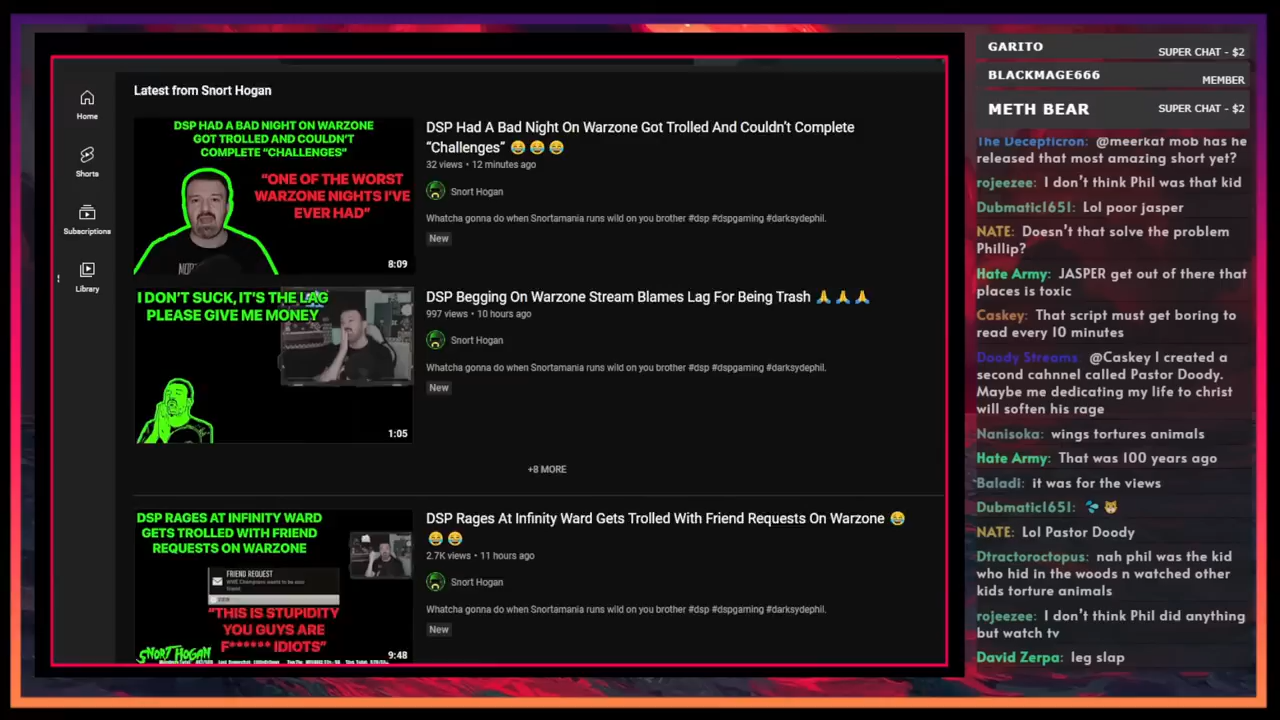 Latest from Snort Hogan
Home
Shorts
Subscriptions
Library
DSP HAD A BAD NIGHT ON WARZONE
GOT TROLLED AND COULDN'T
COMPLETE “CHALLENGES”
“ONE OF THE WORST
WARZONE NIGHTS I'VE
EVER HAD”
8:09
DSP Had A Bad Night On Warzone Got Trolled And Couldn't Complete
“Challenges” 😂 😂 😂
32 views • 12 minutes ago
Snort Hogan
Whatcha gonna do when Snortamania runs wild on you brother #dsp #dspgaming #darksydephil.
New
I DON'T SUCK, IT'S THE LAG
PLEASE GIVE ME MONEY
1:05
DSP Begging On Warzone Stream Blames Lag For Being Trash 🙏 🙏 🙏
997 views • 10 hours ago
Snort Hogan
Whatcha gonna do when Snortamania runs wild on you brother #dsp #dspgaming #darksydephil.
New
+8 MORE
DSP RAGES AT INFINITY WARD
GETS TROLLED WITH FRIEND
REQUESTS ON WARZONE
FRIEND REQUEST
“THIS IS STUPIDITY
YOU GUYS ARE
F****** IDIOTS”
SNORT HOGAN
9:48
DSP Rages At Infinity Ward Gets Trolled With Friend Requests On Warzone 😂
😂 😂
2.7K views • 11 hours ago
Snort Hogan
Whatcha gonna do when Snortamania runs wild on you brother #dsp #dspgaming #darksydephil.
New
GARITO SUPER CHAT - $2
BLACKMAGE666 MEMBER
METH BEAR SUPER CHAT - $2
The Decepticron: @meerkat mob has he
released that most amazing short yet?
rojeezee: I don't think Phil was that kid
Dubmatic1651: Lol poor jasper
NATE: Doesn't that solve the problem
Phillip?
Hate Army: JASPER get out of there that
places is toxic
Caskey: That script must get boring to
read every 10 minutes
Doody Streams: @Caskey I created a
second cahnnel called Pastor Doody.
Maybe me dedicating my life to christ
will soften his rage
Nanisoka: wings tortures animals
Hate Army: That was 100 years ago
Baladi: it was for the views
Dubmatic1651: 💦 🐱
NATE: Lol Pastor Doody
Dtractoroctopus: nah phil was the kid
who hid in the woods n watched other
kids torture animals
rojeezee: I don't think Phil did anything
but watch tv
David Zerpa: leg slap